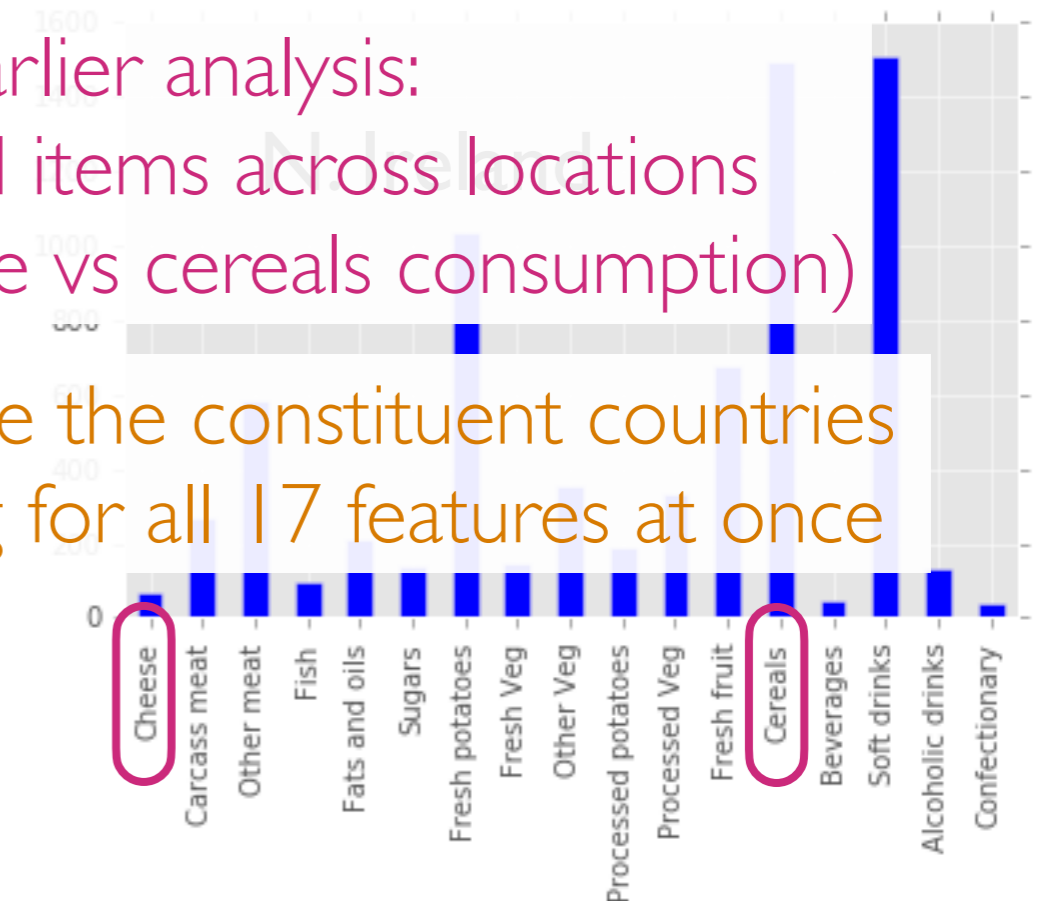 1600
rlier analysis:
1400
N. Ireland
items across locations
1000
e vs cereals consumption)
800
600
e the constituent countries
400
for all 17 features at once
200
0
Cheese
Carcass meat
Other meat
Fish
Fats and oils
Sugars
Fresh potatoes
Fresh Veg
Other Veg
Processed potatoes
Processed Veg
Fresh fruit
Cereals
Beverages
Soft drinks
Alcoholic drinks
Confectionary